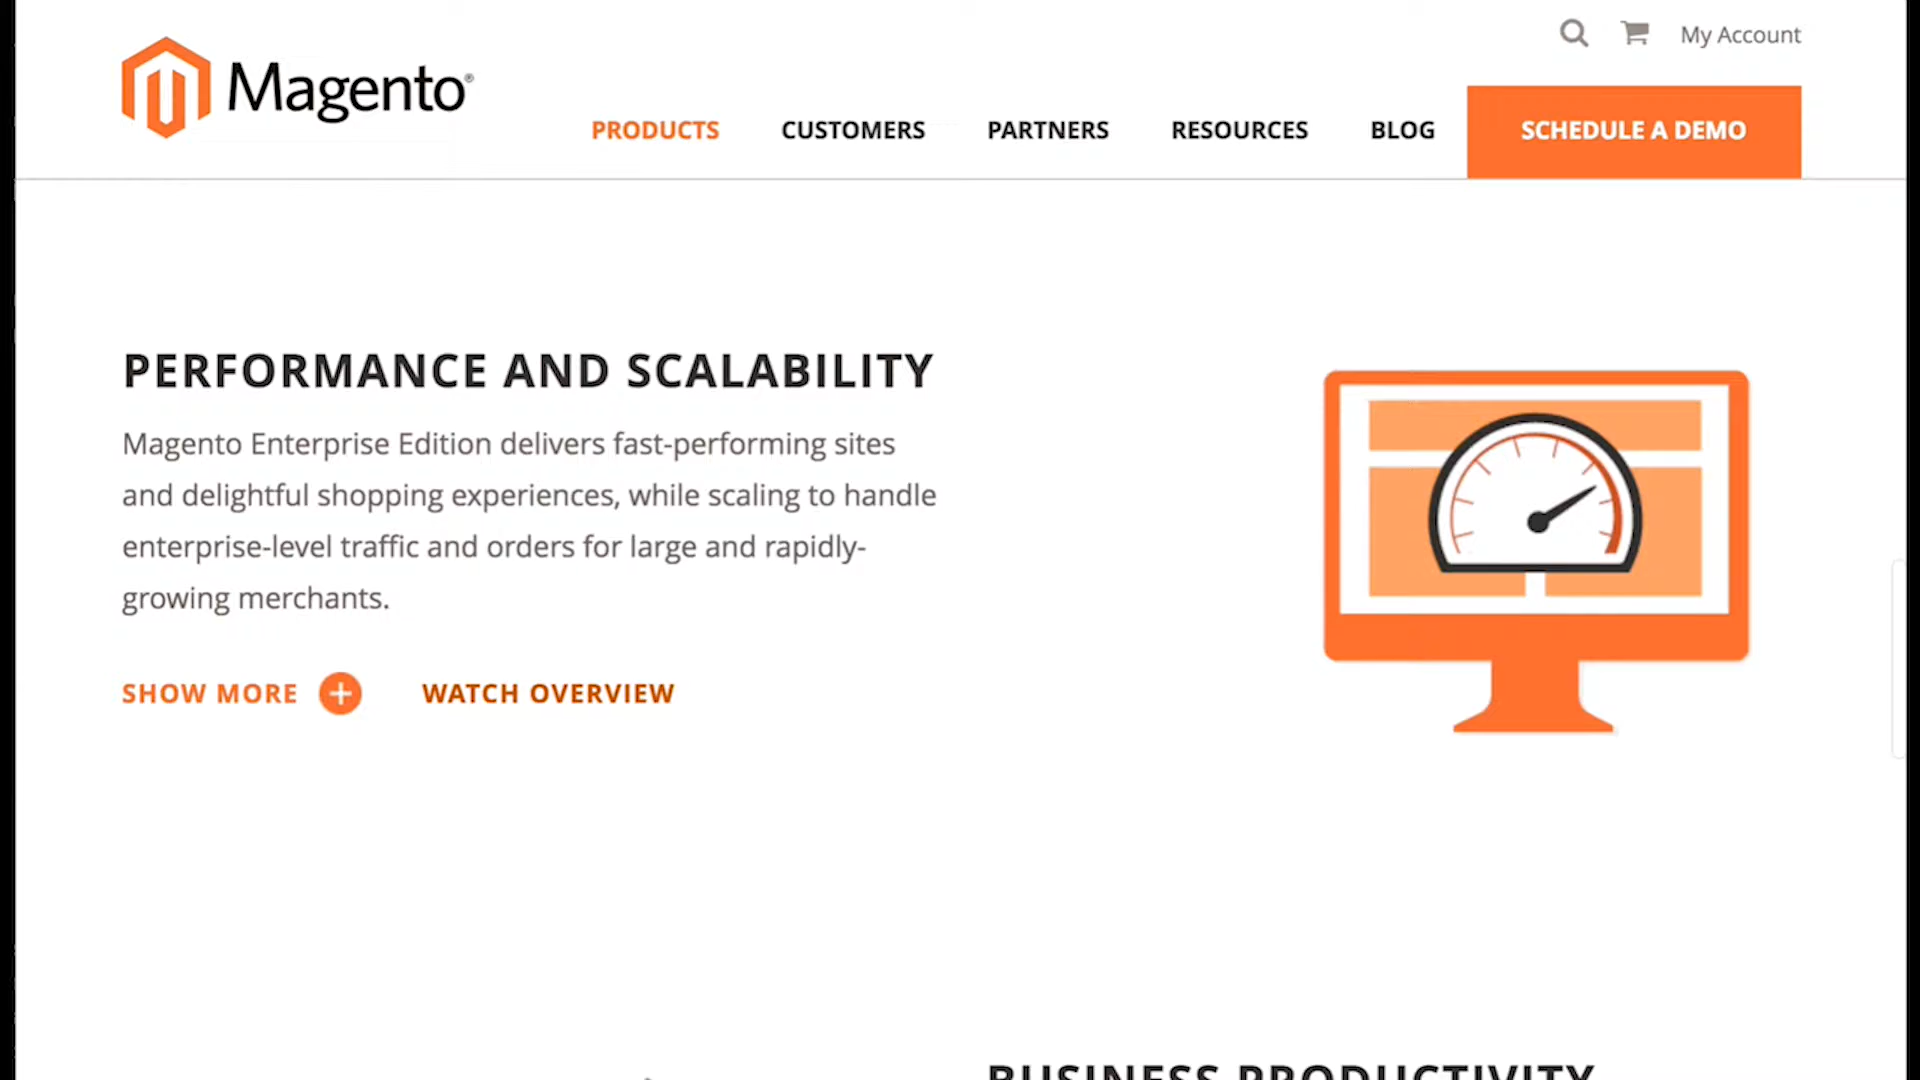 My Account
Magento®
PRODUCTS CUSTOMERS PARTNERS RESOURCES BLOG SCHEDULE A DEMO
PERFORMANCE AND SCALABILITY
Magento Enterprise Edition delivers fast-performing sites
and delightful shopping experiences, while scaling to handle
enterprise-level traffic and orders for large and rapidly-
growing merchants.
SHOW MORE WATCH OVERVIEW
BUSINESS PRODUCTIVITY